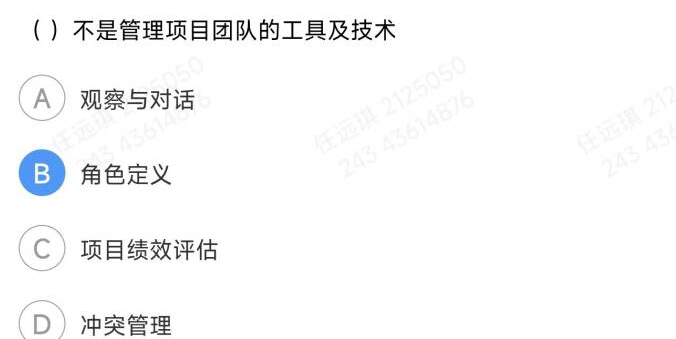 （ ）不是管理项目团队的工具及技术
A 观察与对话
B 角色定义
C 项目绩效评估
D 冲突管理
任远琪 2125050
243 43614876
任远琪 2125050
243 43614876
任远琪 212
243 436